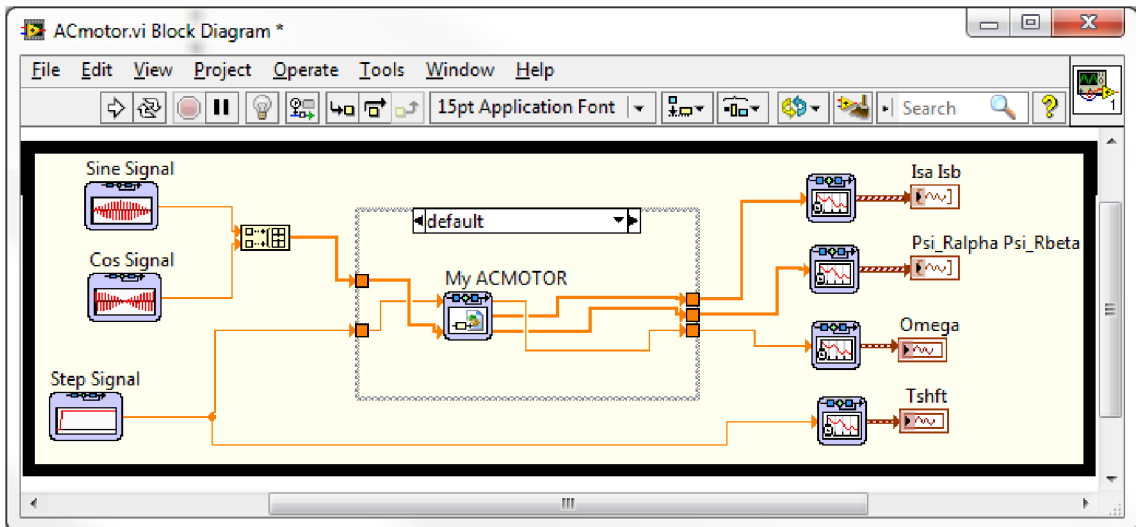 ACmotor.vi Block Diagram *
File Edit View Project Operate Tools Window Help
15pt Application Font
Search
1
Sine Signal
Isa Isb
default
Cos Signal
My ACMOTOR
Psi_Ralpha Psi_Rbeta
Omega
Step Signal
Tshft